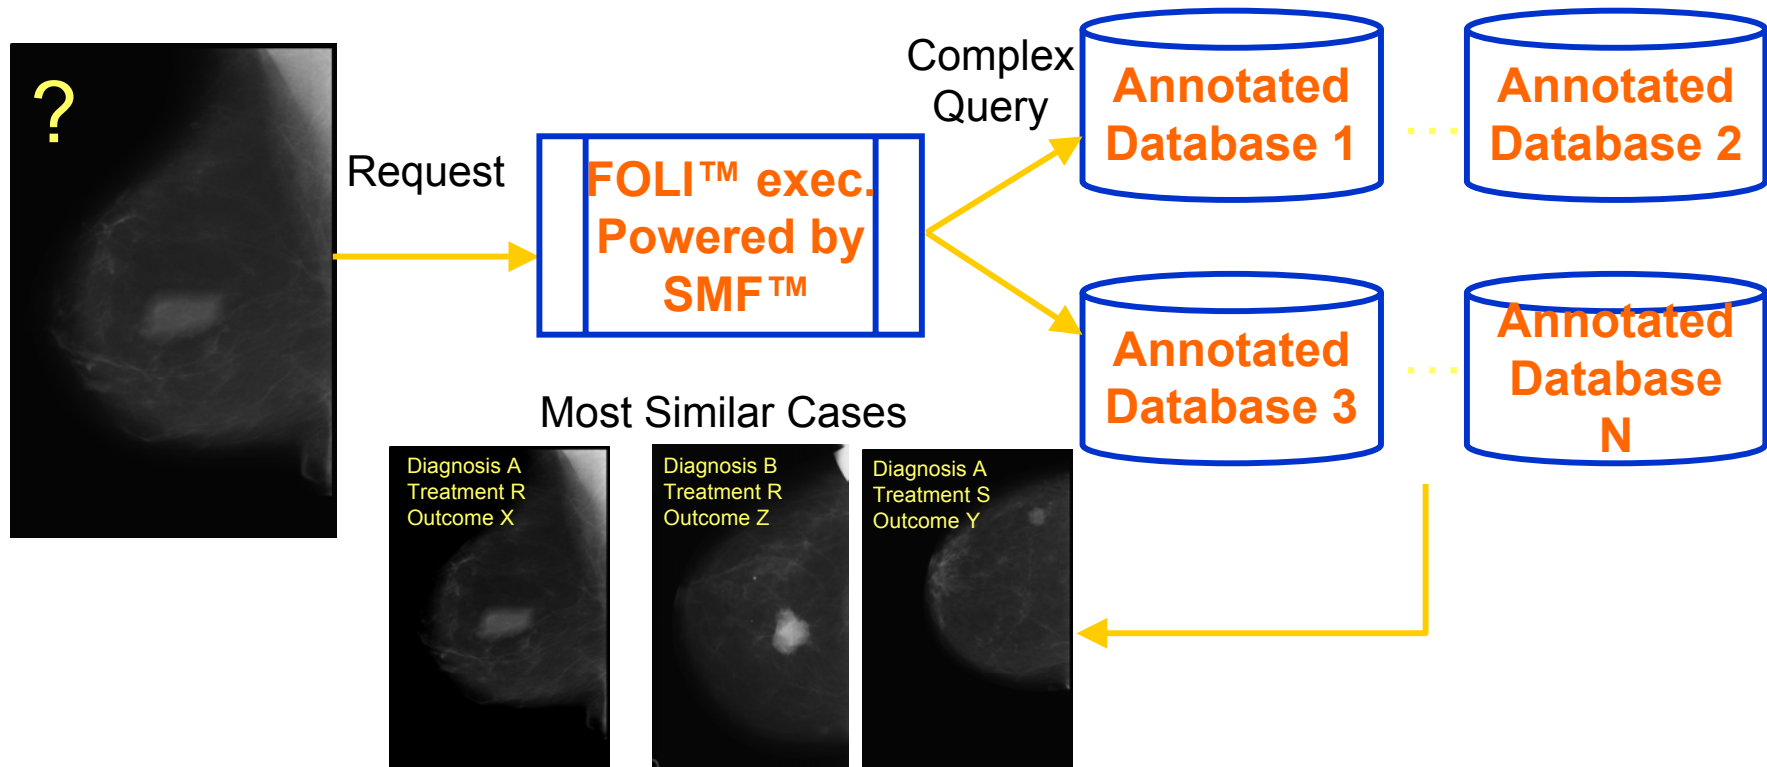 ?
Request
FOLI™ exec.
Powered by
SMF™
Complex
Query
Annotated
Database 1
Annotated
Database 2
Annotated
Database 3
Annotated
Database
N
Most Similar Cases
Diagnosis A
Treatment R
Outcome X
Diagnosis B
Treatment R
Outcome Z
Diagnosis A
Treatment S
Outcome Y